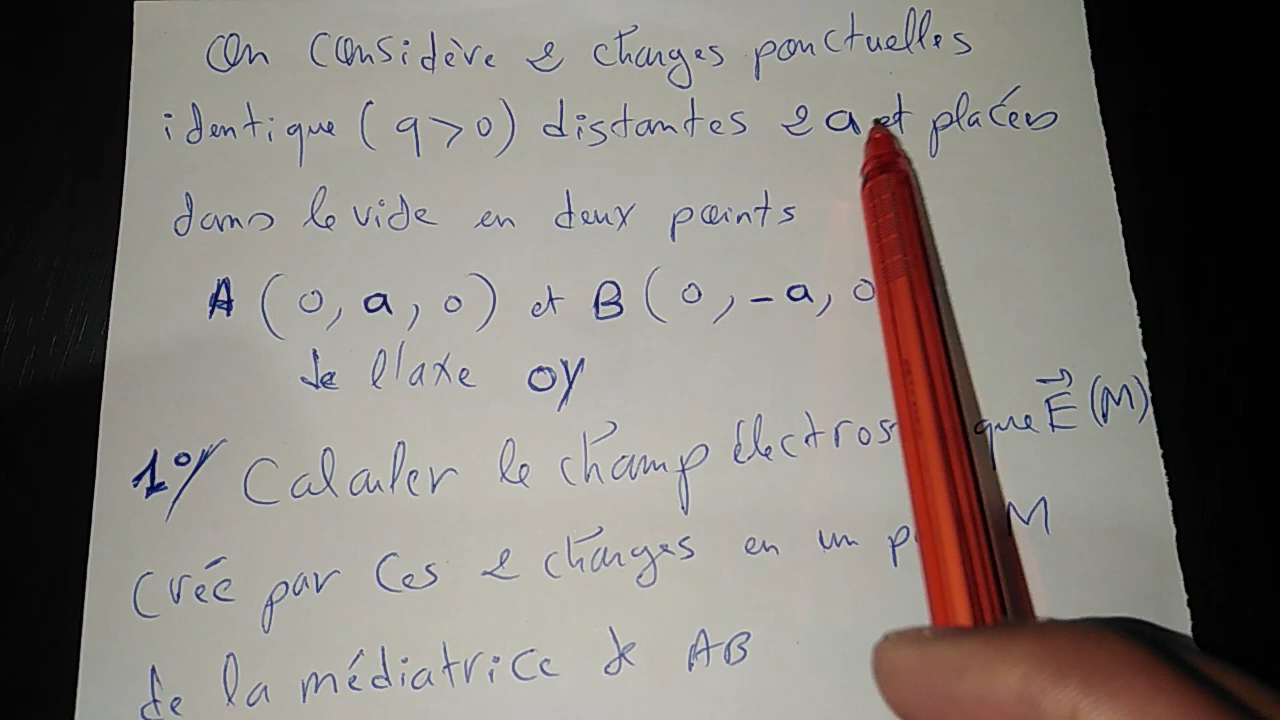 On considère 2 charges ponctuelles
identique (q>0) distantes 2a et placées
dans le vide en deux points
A (0, a, 0) et B (0, -a, 0
de l'axe OY
1°/ Calculer le champ électros que E⃗(M)
créé par ces 2 charges en un p M
de la médiatrice de AB